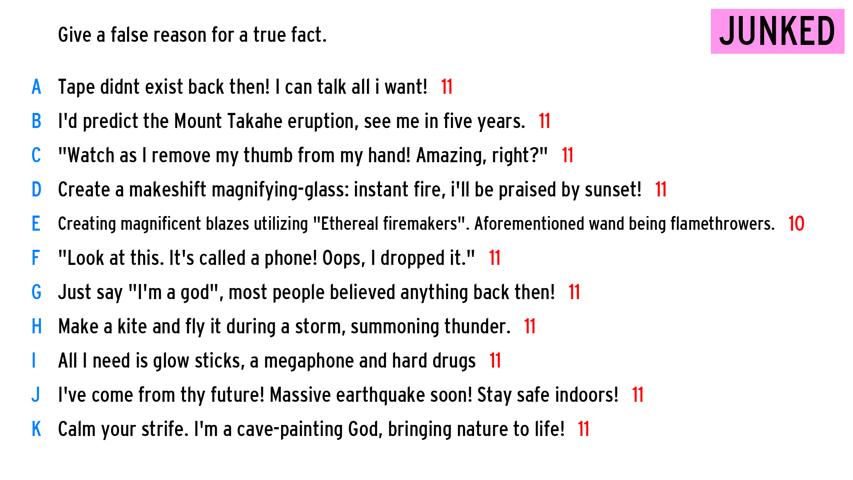 Give a false reason for a true fact.
JUNKED
A Tape didnt exist back then! I can talk all i want! 11
B I'd predict the Mount Takahe eruption, see me in five years. 11
C "Watch as I remove my thumb from my hand! Amazing, right?" 11
D Create a makeshift magnifying-glass: instant fire, i'll be praised by sunset! 11
E Creating magnificent blazes utilizing "Ethereal firemakers". Aforementioned wand being flamethrowers. 10
F "Look at this. It's called a phone! Oops, I dropped it." 11
G Just say "I'm a god", most people believed anything back then! 11
H Make a kite and fly it during a storm, summoning thunder. 11
I All I need is glow sticks, a megaphone and hard drugs 11
J I've come from thy future! Massive earthquake soon! Stay safe indoors! 11
K Calm your strife. I'm a cave-painting God, bringing nature to life! 11